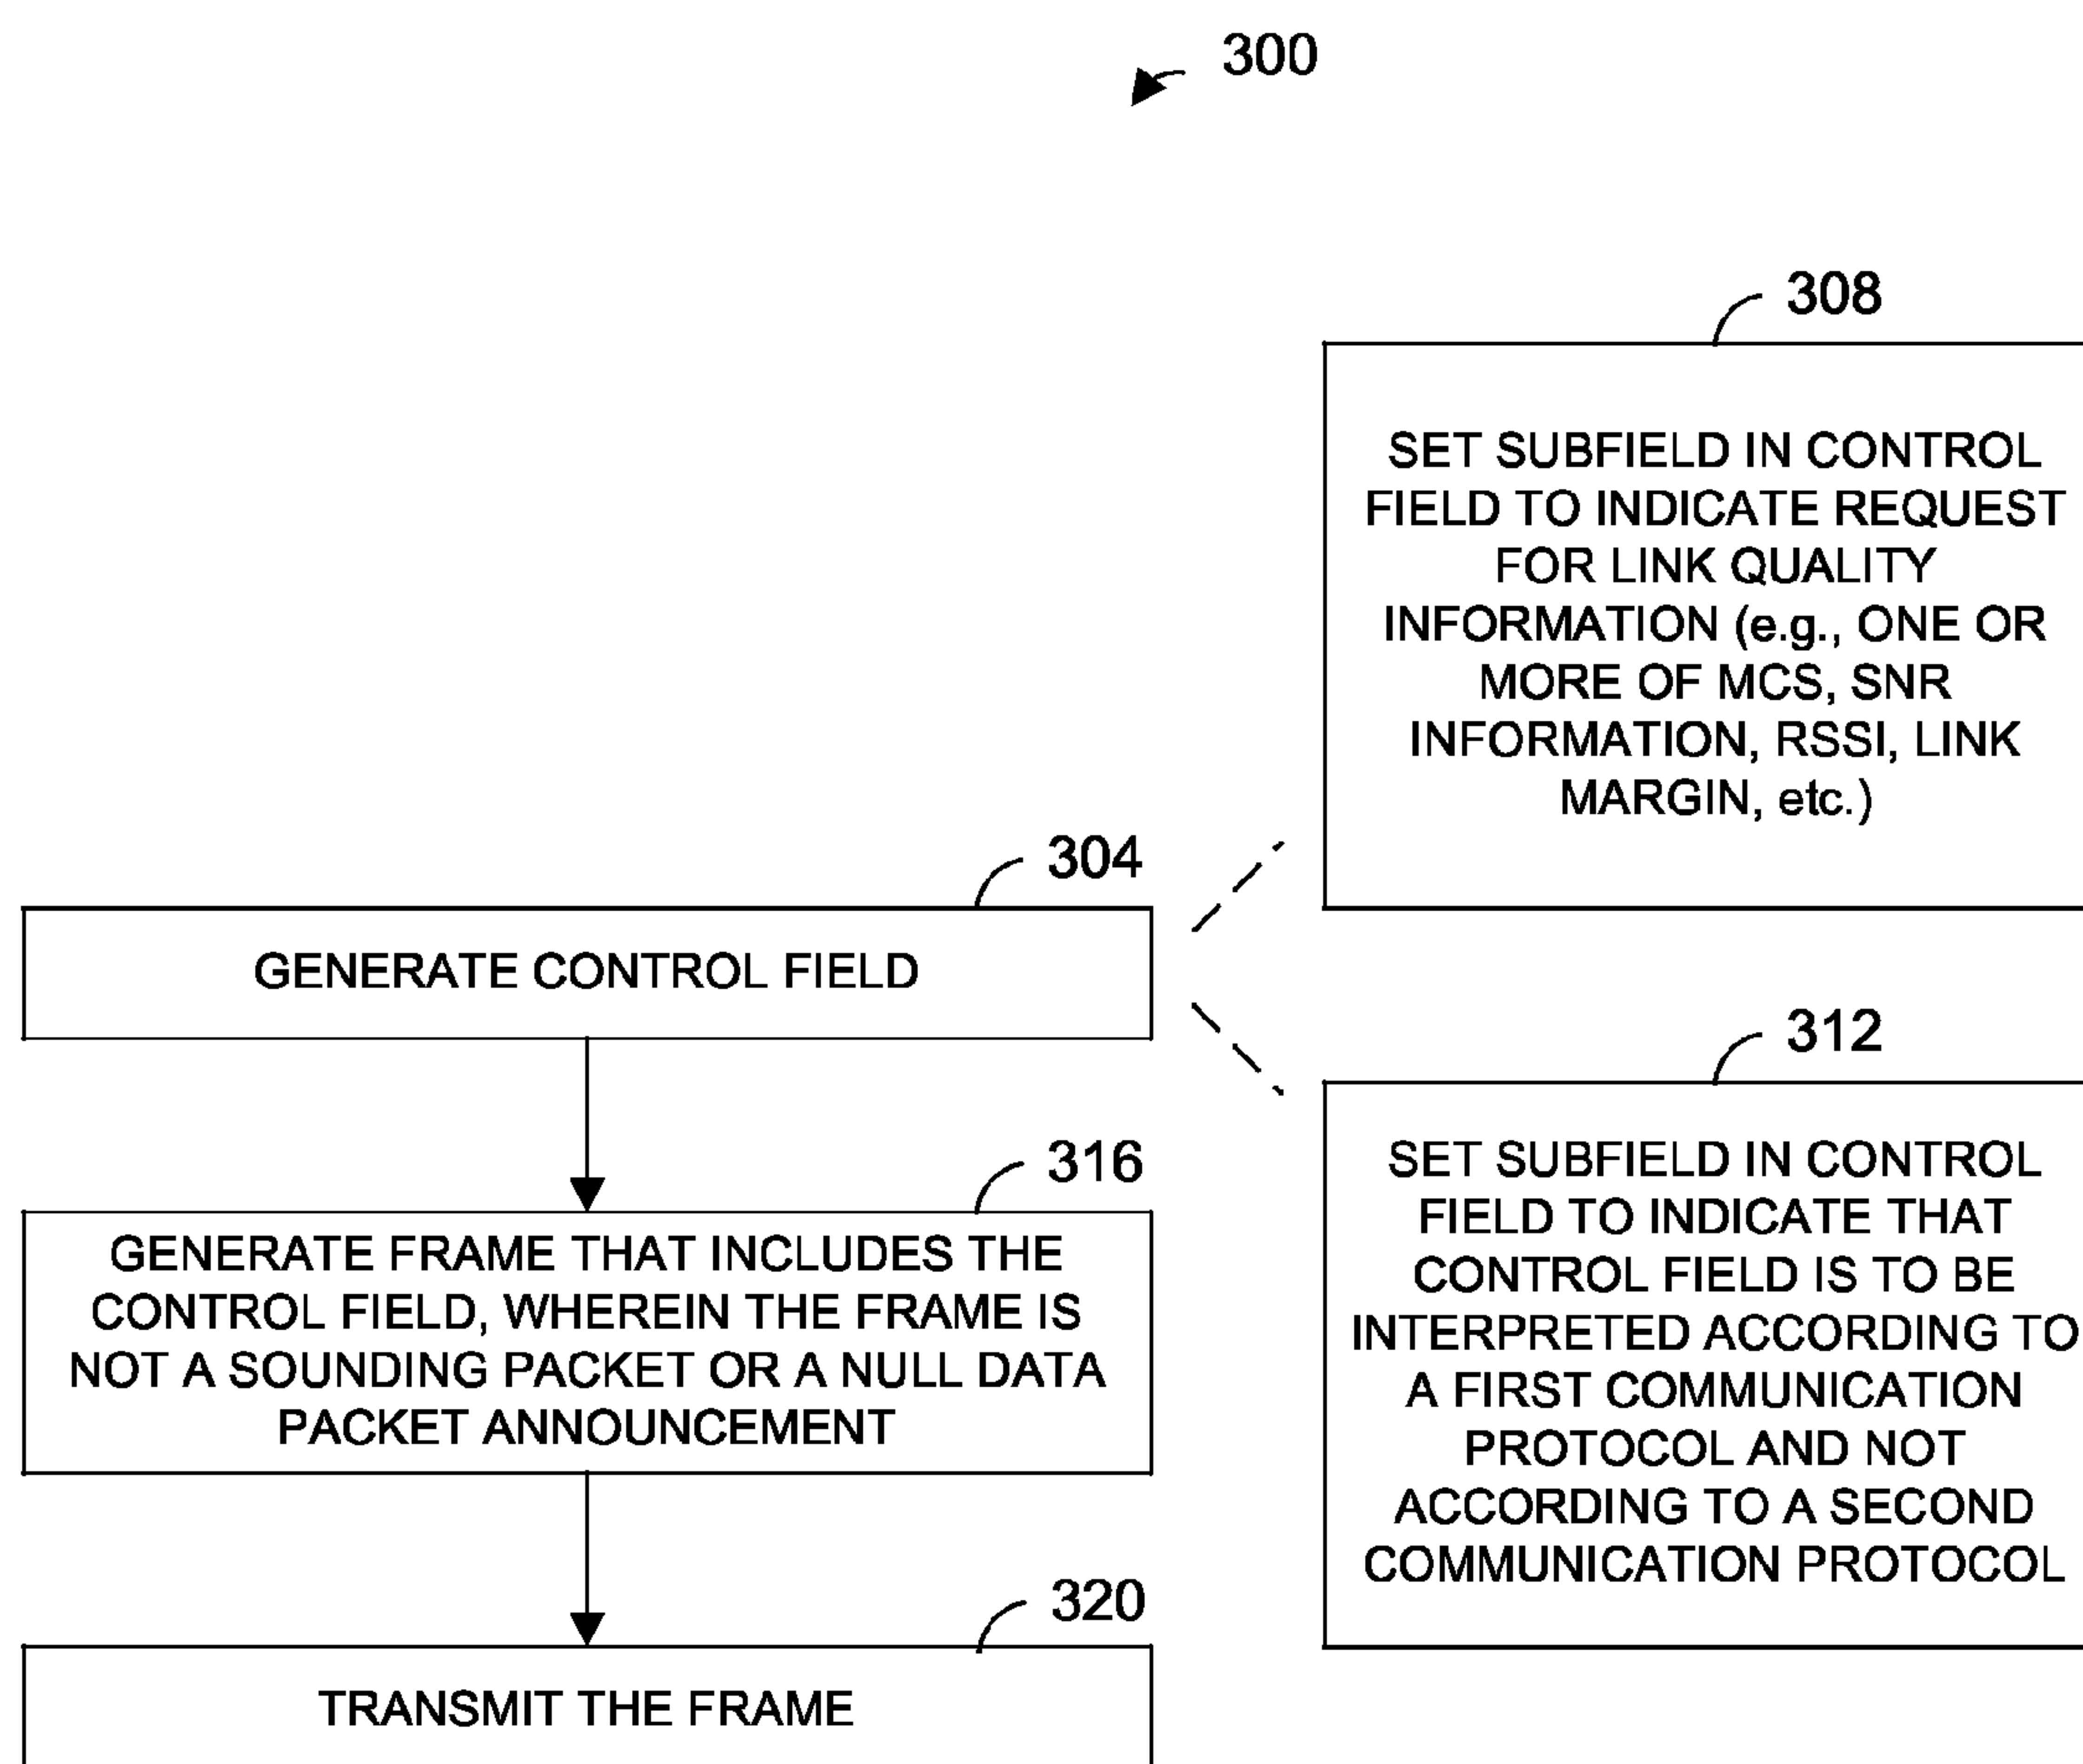 300
308
SET SUBFIELD IN CONTROL
FIELD TO INDICATE REQUEST
FOR LINK QUALITY
INFORMATION (e.g., ONE OR
MORE OF MCS, SNR
INFORMATION, RSSI, LINK
MARGIN, etc.)
304
GENERATE CONTROL FIELD
312
SET SUBFIELD IN CONTROL
FIELD TO INDICATE THAT
CONTROL FIELD IS TO BE
INTERPRETED ACCORDING TO
A FIRST COMMUNICATION
PROTOCOL AND NOT
ACCORDING TO A SECOND
COMMUNICATION PROTOCOL
316
GENERATE FRAME THAT INCLUDES THE
CONTROL FIELD, WHEREIN THE FRAME IS
NOT A SOUNDING PACKET OR A NULL DATA
PACKET ANNOUNCEMENT
320
TRANSMIT THE FRAME